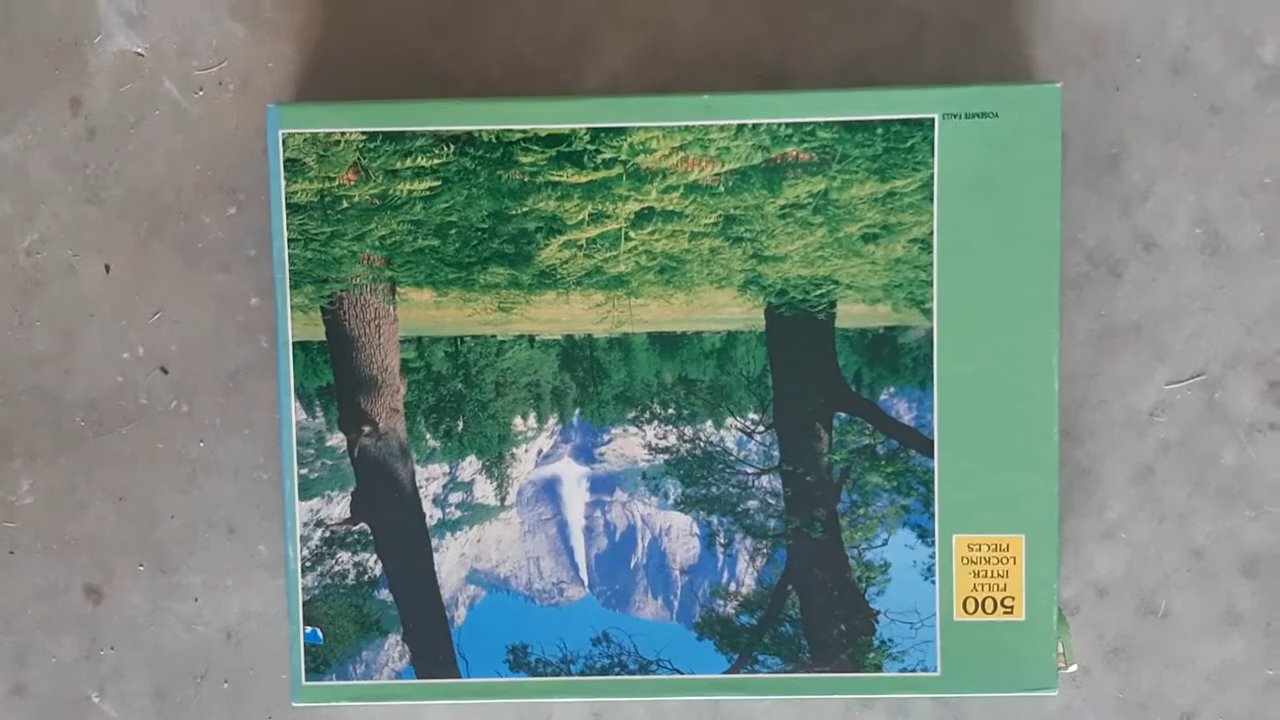 500
FULLY
INTER-
LOCKING
PIECES
YOSEMITE FALLS